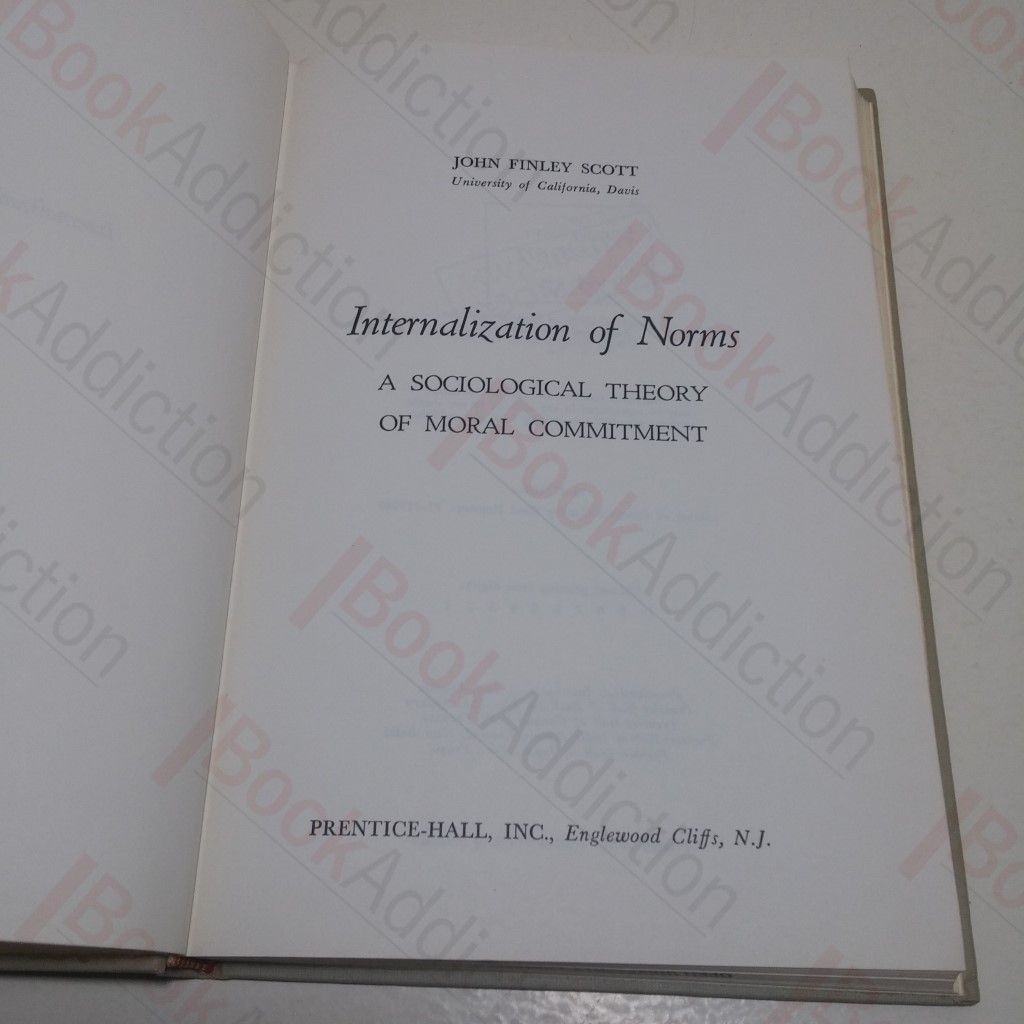 JOHN FINLEY SCOTT
University of California, Davis
Internalization of Norms
A SOCIOLOGICAL THEORY
OF MORAL COMMITMENT
PRENTICE-HALL, INC., Englewood Cliffs, N.J.
BookAddiction